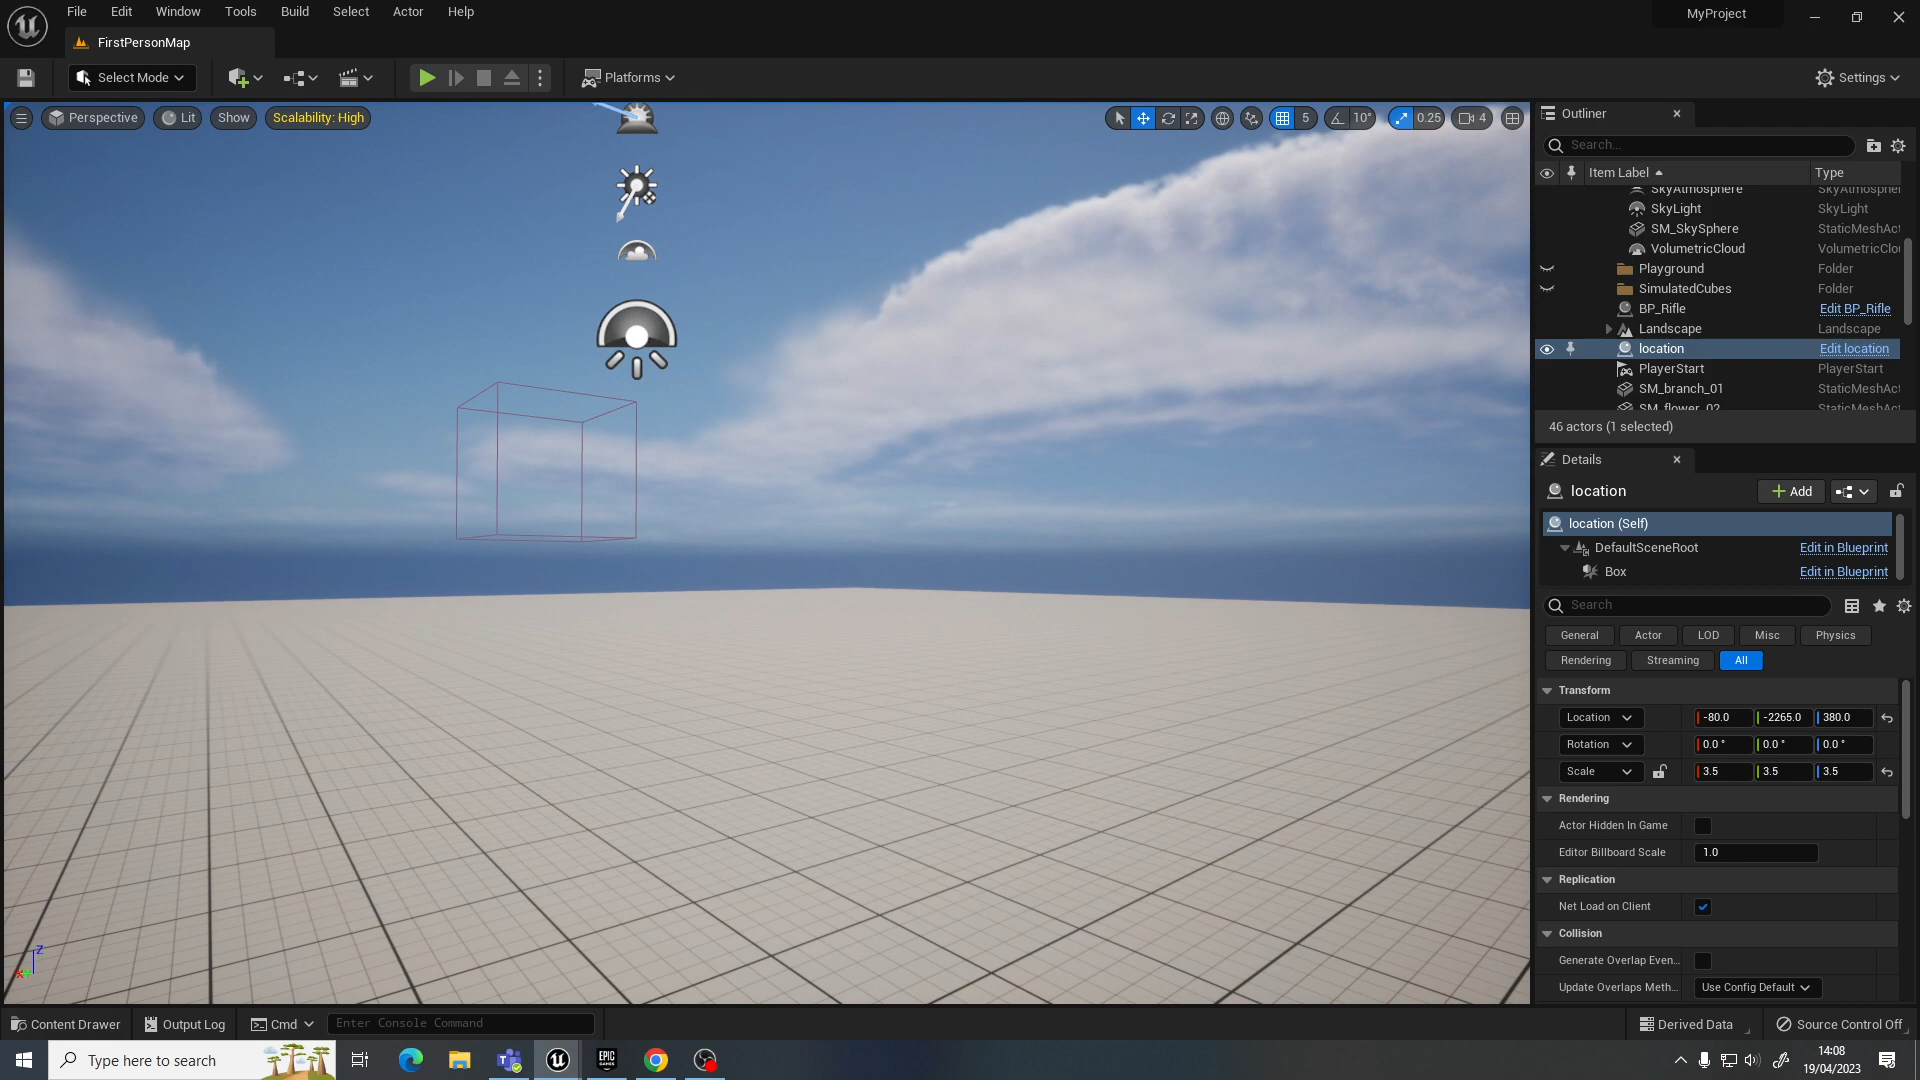 File Edit Window Tools Build Select Actor Help
MyProject
FirstPersonMap
Select Mode
Platforms
Settings
Perspective Lit Show Scalability: High
5 10° 0.25 4
Outliner
Search...
Item Label Type
SkyAtmosphere SkyAtmospher
SkyLight SkyLight
SM_SkySphere StaticMeshAct
VolumetricCloud VolumetricClou
Playground Folder
SimulatedCubes Folder
BP_Rifle Edit BP_Rifle
Landscape Landscape
location Edit location
PlayerStart PlayerStart
SM_branch_01 StaticMeshAct
SM_flower_02 StaticMeshAct
46 actors (1 selected)
Details
location
Add
location (Self)
DefaultSceneRoot Edit in Blueprint
Box Edit in Blueprint
Search
General Actor LOD Misc Physics
Rendering Streaming All
Transform
Location -80.0 -2265.0 380.0
Rotation 0.0 ° 0.0 ° 0.0 °
Scale 3.5 3.5 3.5
Rendering
Actor Hidden In Game
Editor Billboard Scale 1.0
Replication
Net Load on Client
Collision
Generate Overlap Even...
Update Overlaps Meth... Use Config Default
Z
Content Drawer Output Log Cmd Enter Console Command
Derived Data Source Control Off
Type here to search
EPIC GAMES
14:08
19/04/2023